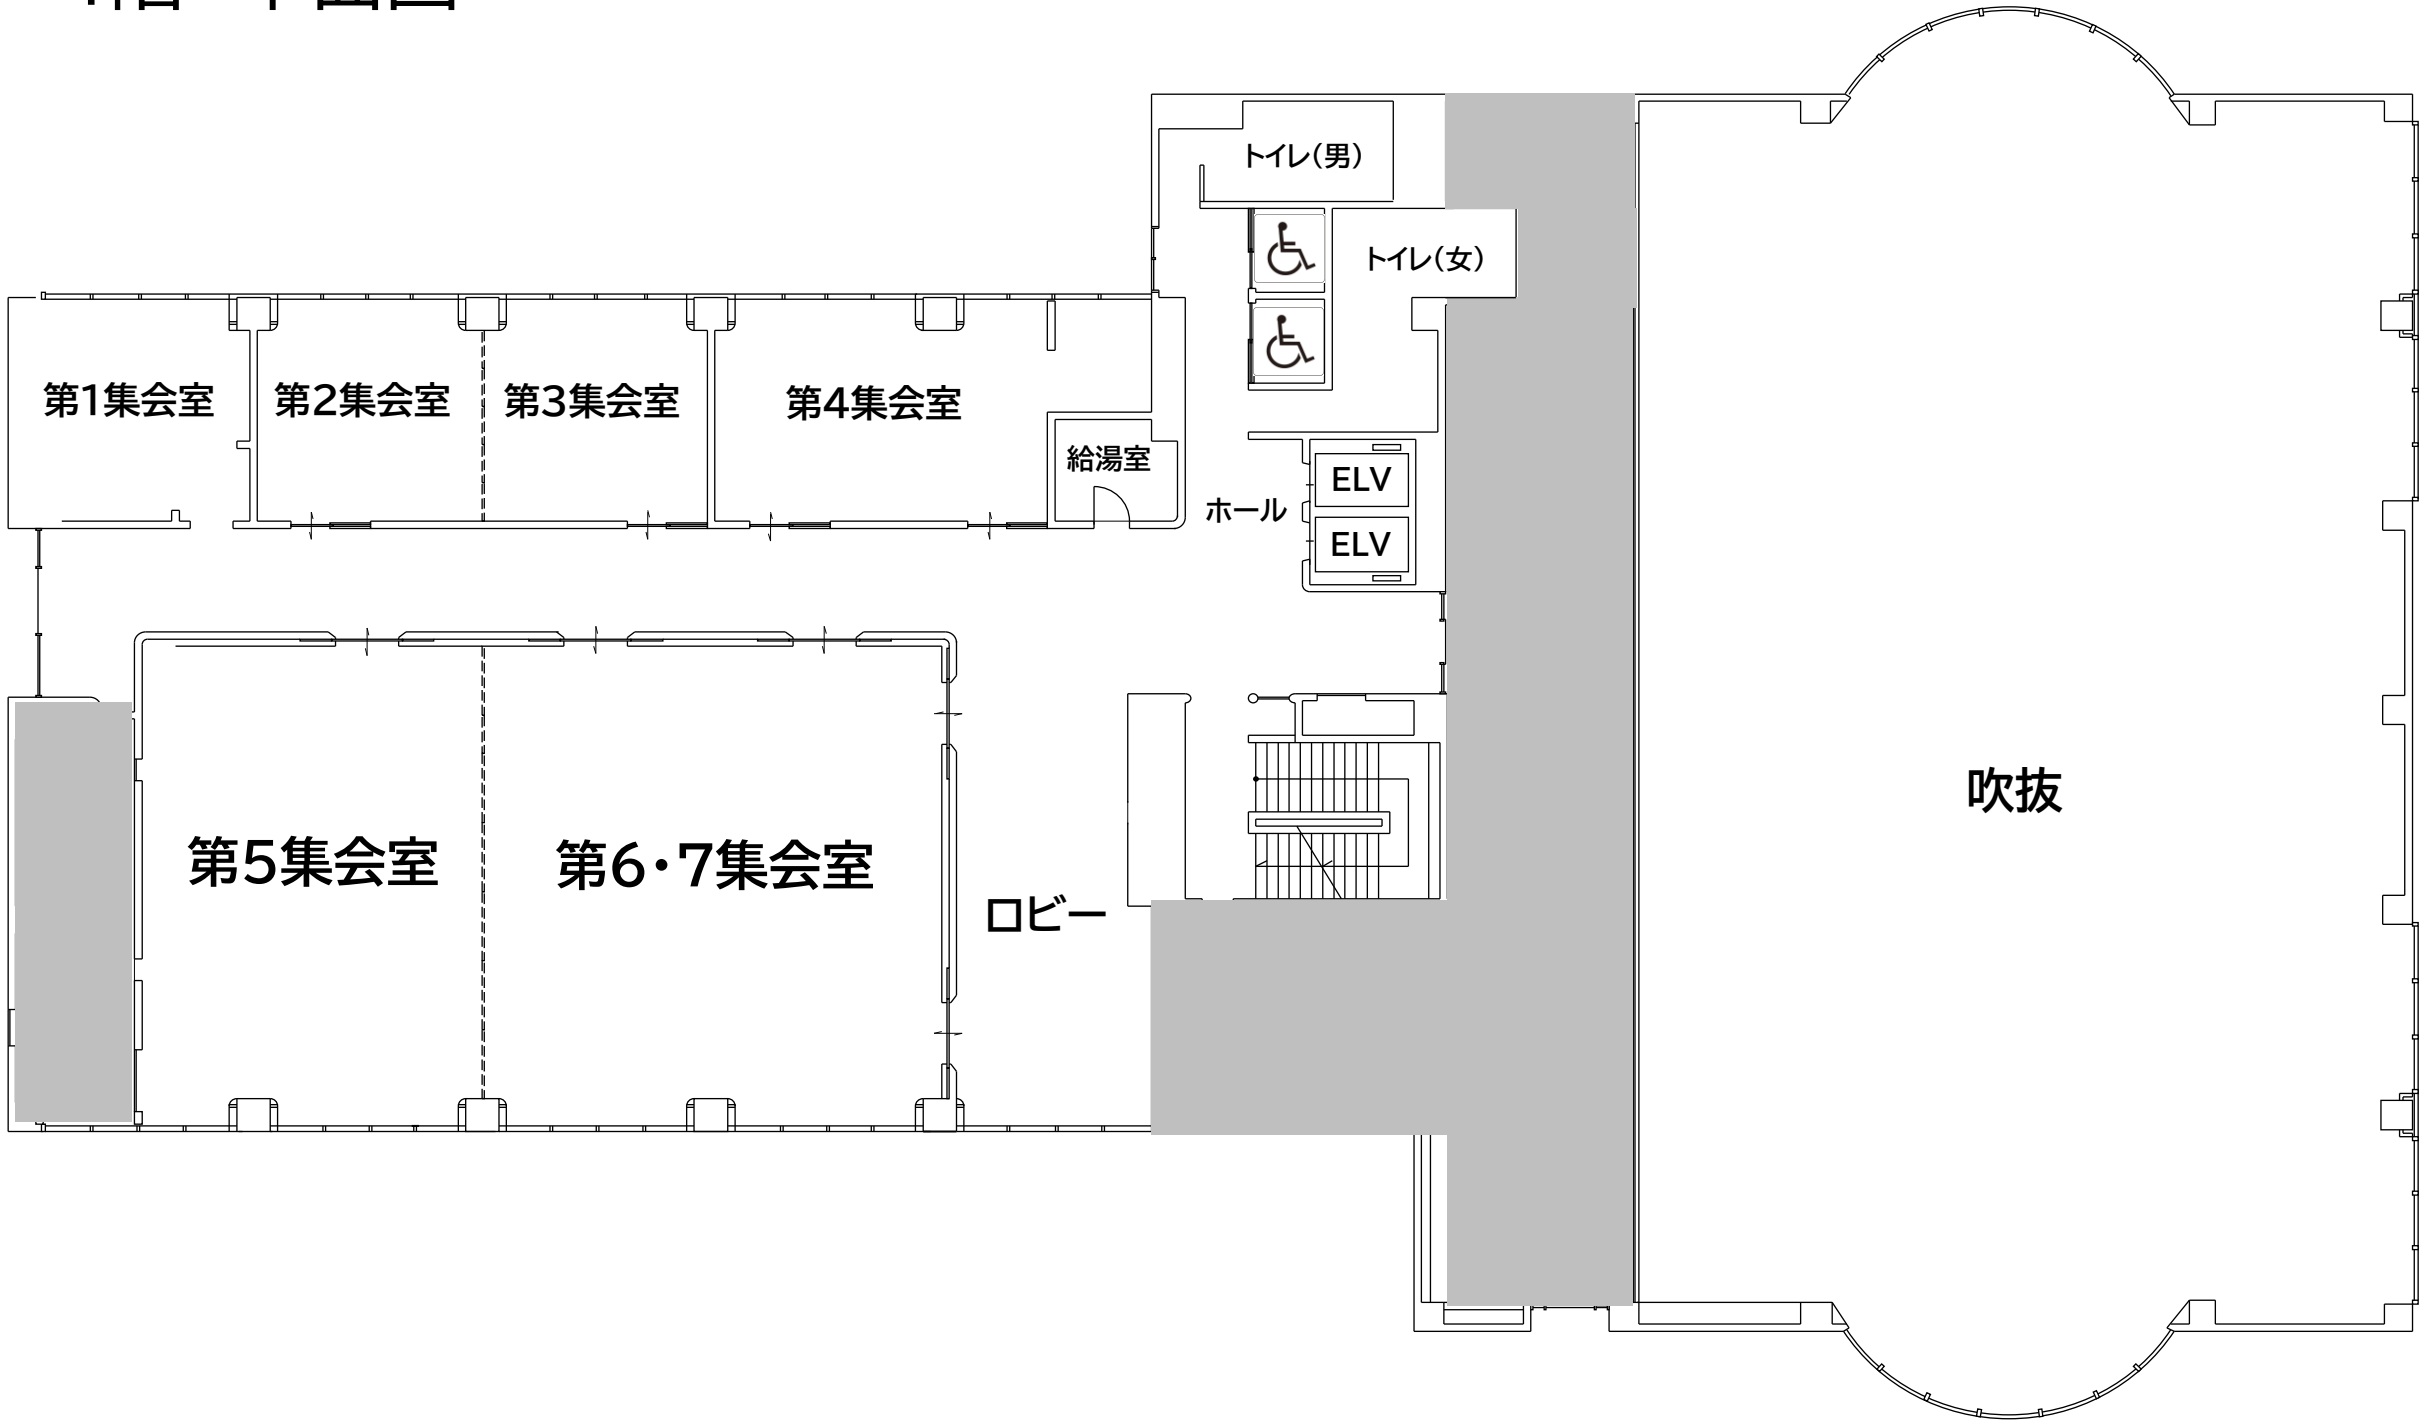 トイレ(男)
トイレ(女)
第1集会室
第2集会室
第3集会室
第4集会室
給湯室
ELV
ホール
ELV
吹抜
第5集会室
第6・7集会室
ロビー